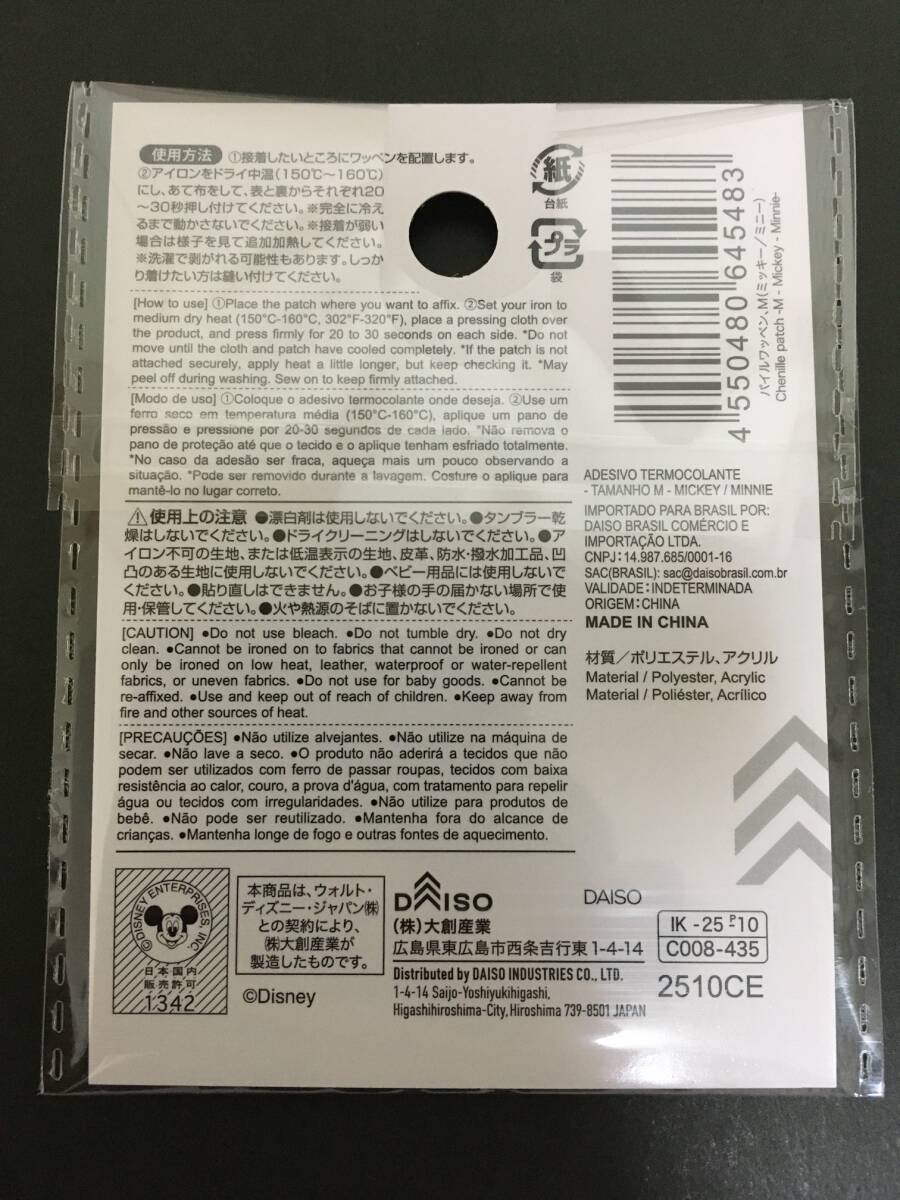 使用方法 ①接着したいところにワッペンを配置します。
②アイロンをドライ中温(150℃〜160℃)
にし、あて布をして、表と裏からそれぞれ20
〜30秒押し付けてください。※完全に冷え
るまで動かさないでください。※接着が弱い
場合は様子を見て追加加熱してください。
※洗濯で剥がれる可能性もあります。しっか
り着けたい方は縫い付けてください。
[How to use] ①Place the patch where you want to affix. ②Set your iron to
medium dry heat (150°C-160°C, 302°F-320°F), place a pressing cloth over
the product, and press firmly for 20 to 30 seconds on each side. *Do not
move until the cloth and patch have cooled completely. *If the patch is not
attached securely, apply heat a little longer, but keep checking it. *May
peel off during washing. Sew on to keep firmly attached.
[Modo de uso] ①Coloque o adesivo termocolante onde deseja. ②Use um
ferro seco em temperatura média (150°C-160°C), aplique um pano de
pressão e pressione por 20-30 segundos de cada lado. *Não remova o
pano de proteção até que o tecido e o aplique tenham esfriado totalmente.
*No caso da adesão ser fraca, aqueça mais um pouco observando a
situação. *Pode ser removido durante a lavagem. Costure o aplique para
mantê-lo no lugar correto.
⚠使用上の注意 ●漂白剤は使用しないでください。●タンブラー乾
燥はしないでください。●ドライクリーニングはしないでください。●ア
イロン不可の生地、または低温表示の生地、皮革、防水・撥水加工品、凹
凸のある生地に使用しないでください。●ベビー用品には使用しないで
ください。●貼り直しはできません。●お子様の手の届かない場所で使
用・保管してください。●火や熱源のそばに置かないでください。
[CAUTION] ●Do not use bleach. ●Do not tumble dry. ●Do not dry
clean. ●Cannot be ironed on to fabrics that cannot be ironed or can
only be ironed on low heat, leather, waterproof or water-repellent
fabrics, or uneven fabrics. ●Do not use for baby goods. ●Cannot be
re-affixed. ●Use and keep out of reach of children. ●Keep away from
fire and other sources of heat.
[PRECAUÇÕES] ●Não utilize alvejantes. ●Não utilize na máquina de
secar. ●Não lave a seco. ●O produto não aderirá a tecidos que não
podem ser utilizados com ferro de passar roupas, tecidos com baixa
resistência ao calor, couro, a prova d'água, com tratamento para repelir
água ou tecidos com irregularidades. ●Não utilize para produtos de
bebê. ●Não pode ser reutilizado. ●Mantenha fora do alcance de
crianças. ●Mantenha longe de fogo e outras fontes de aquecimento.
紙
台紙
プラ
袋
4 550480 645483
パイルワッペン、M(ミッキー/ミニー)
Chenille patch -M - Mickey - Minnie-
ADESIVO TERMOCOLANTE
- TAMANHO M - MICKEY / MINNIE
IMPORTADO PARA BRASIL POR:
DAISO BRASIL COMÉRCIO E
IMPORTAÇÃO LTDA.
CNPJ:14.987.685/0001-16
SAC(BRASIL): sac@daisobrasil.com.br
VALIDADE:INDETERMINADA
ORIGEM:CHINA
MADE IN CHINA
材質/ポリエステル、アクリル
Material / Polyester, Acrylic
Material / Poliéster, Acrílico
©DISNEY ENTERPRISES, INC.
日本国内
販売許可
1342
本商品は、ウォルト・
ディズニー・ジャパン㈱
との契約により、
㈱大創産業が
製造したものです。
©Disney
DAISO
(株)大創産業
広島県東広島市西条吉行東1-4-14
Distributed by DAISO INDUSTRIES CO., LTD.
1-4-14 Saijo-Yoshiyukihigashi,
Higashihiroshima-City, Hiroshima 739-8501 JAPAN
DAISO
IK -25 P10
C008-435
2510CE